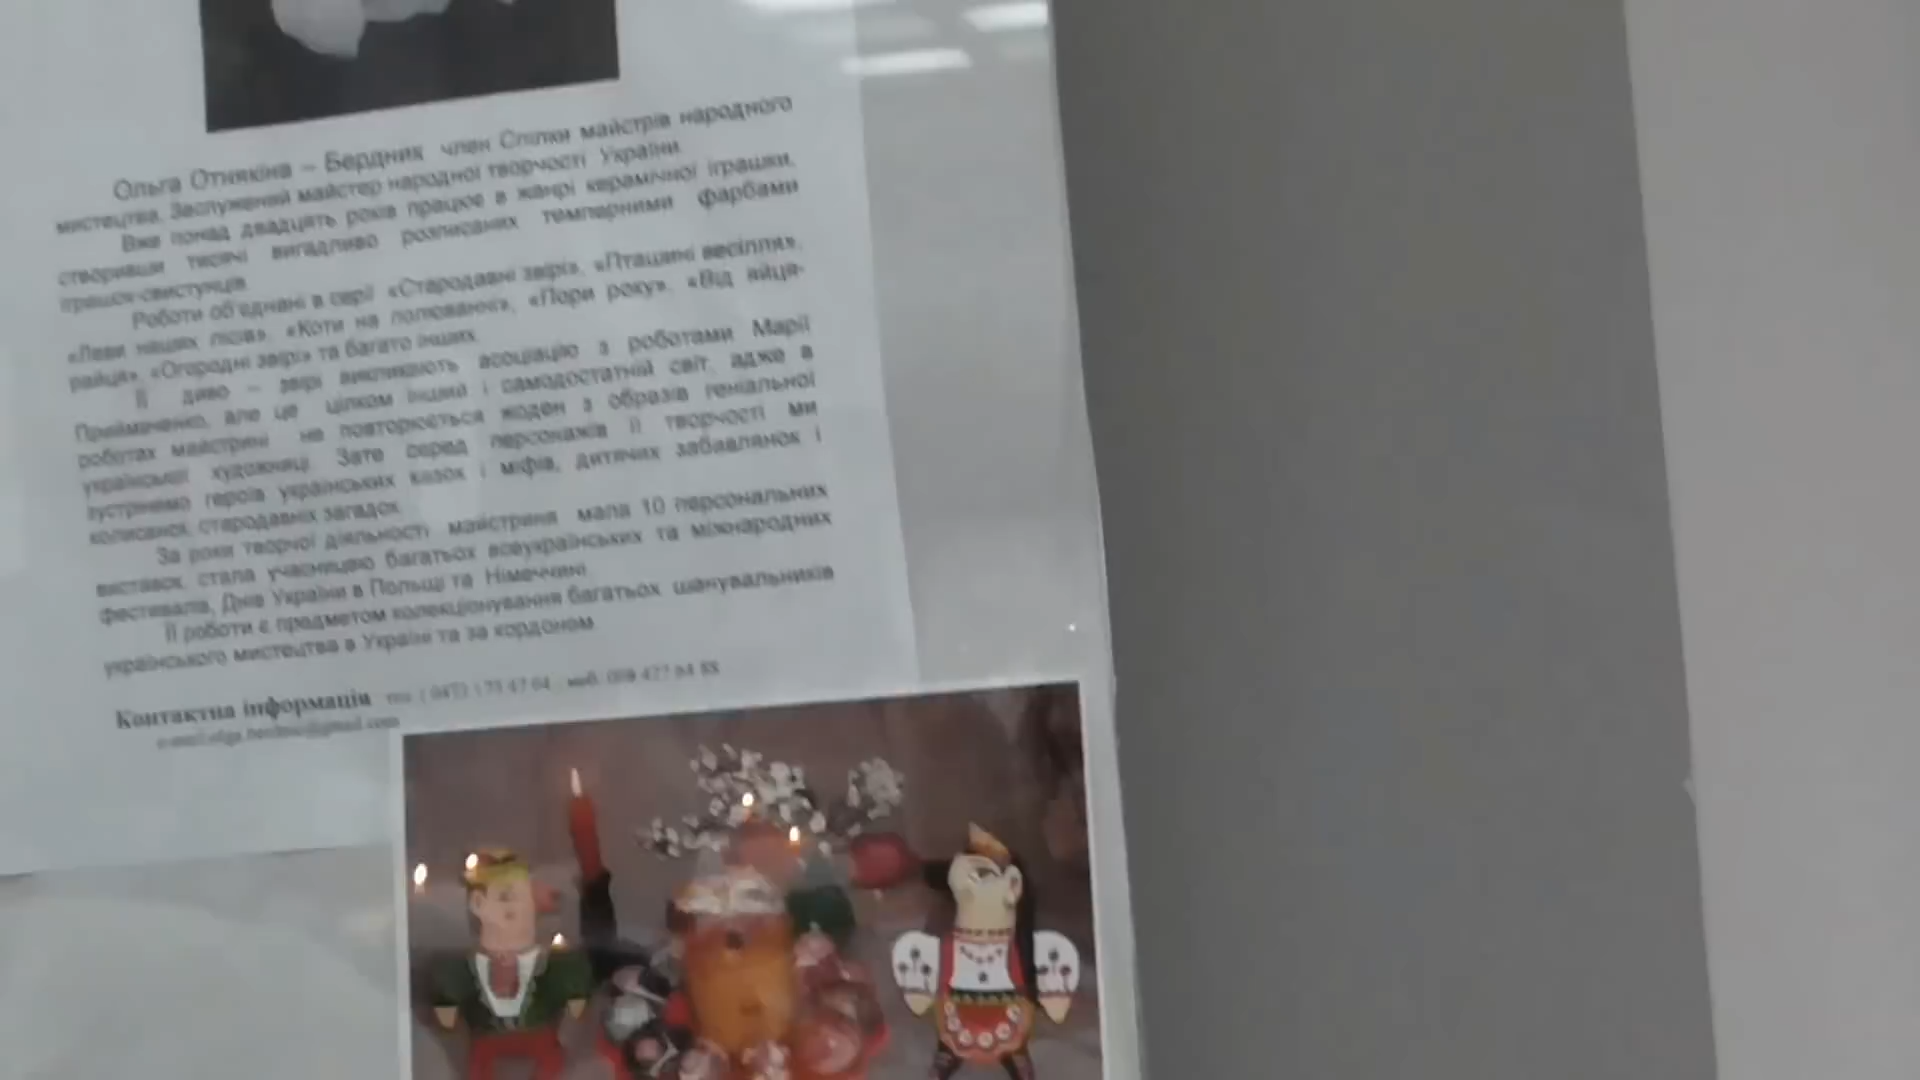 Ольга Отнякіна – Бердник член Спілки майстрів народного
мистецтва, Заслужений майстер народної творчості України.
Вже понад двадцять років працює в жанрі керамічної іграшки,
створивши тисячі вигадливо розписаних темперними фарбами
іграшок-свистунців.
Роботи об'єднані в серії «Стародавні звірі», «Пташині весілля»,
«Леви наших лісів», «Коти на полюванні», «Пори року», «Від яйця-
райця», «Огородні звірі» та багато інших.
Її диво – звірі викликають асоціацію з роботами Марії
Приймаченко, але це цілком інший і самодостатній світ, адже в
роботах майстрині не повторюється жоден з образів геніальної
української художниці. Зате серед персонажів її творчості ми
зустрінемо героїв українських казок і міфів, дитячих забавлянок і
колисанок, стародавніх загадок.
За роки творчої діяльності майстриня мала 10 персональних
виставок, стала учасницею багатьох всеукраїнських та міжнародних
фестивалів, Днів України в Польщі та Німеччині.
Її роботи є предметом колекціонування багатьох шанувальників
українського мистецтва в Україні та за кордоном.
Контактна інформація